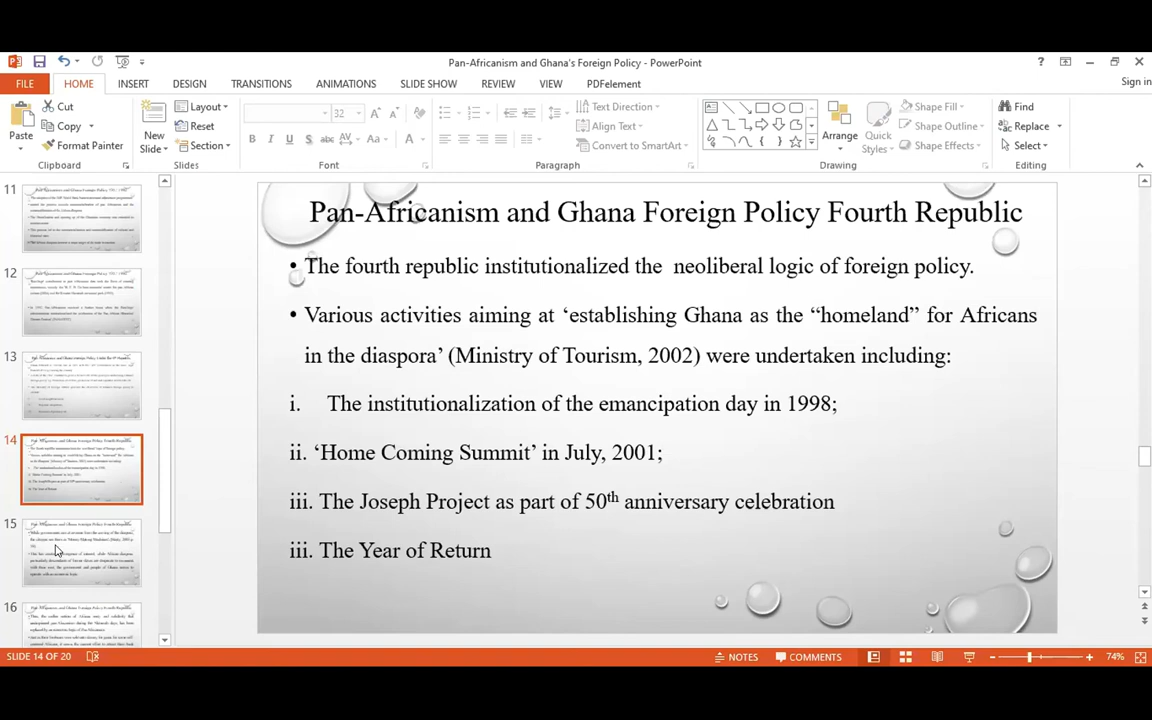 Pan-Africanism and Ghana's Foreign Policy - PowerPoint
FILE HOME INSERT DESIGN TRANSITIONS ANIMATIONS SLIDE SHOW REVIEW VIEW PDFelement Sign in
Cut
Copy
Format Painter
Paste
Clipboard
New Slide
Layout
Reset
Section
Slides
32
B I U S abc AV Aa A
Font
Text Direction
Align Text
Convert to SmartArt
Paragraph
Arrange
Quick Styles
Shape Fill
Shape Outline
Shape Effects
Drawing
Find
Replace
Select
Editing
11
12
13
14
15
16
Pan-Africanism and Ghana Foreign Policy Fourth Republic
• The fourth republic institutionalized the neoliberal logic of foreign policy.
• Various activities aiming at ‘establishing Ghana as the “homeland” for Africans
in the diaspora’ (Ministry of Tourism, 2002) were undertaken including:
i. The institutionalization of the emancipation day in 1998;
ii. ‘Home Coming Summit’ in July, 2001;
iii. The Joseph Project as part of 50th anniversary celebration
iii. The Year of Return
SLIDE 14 OF 20
NOTES COMMENTS 74%